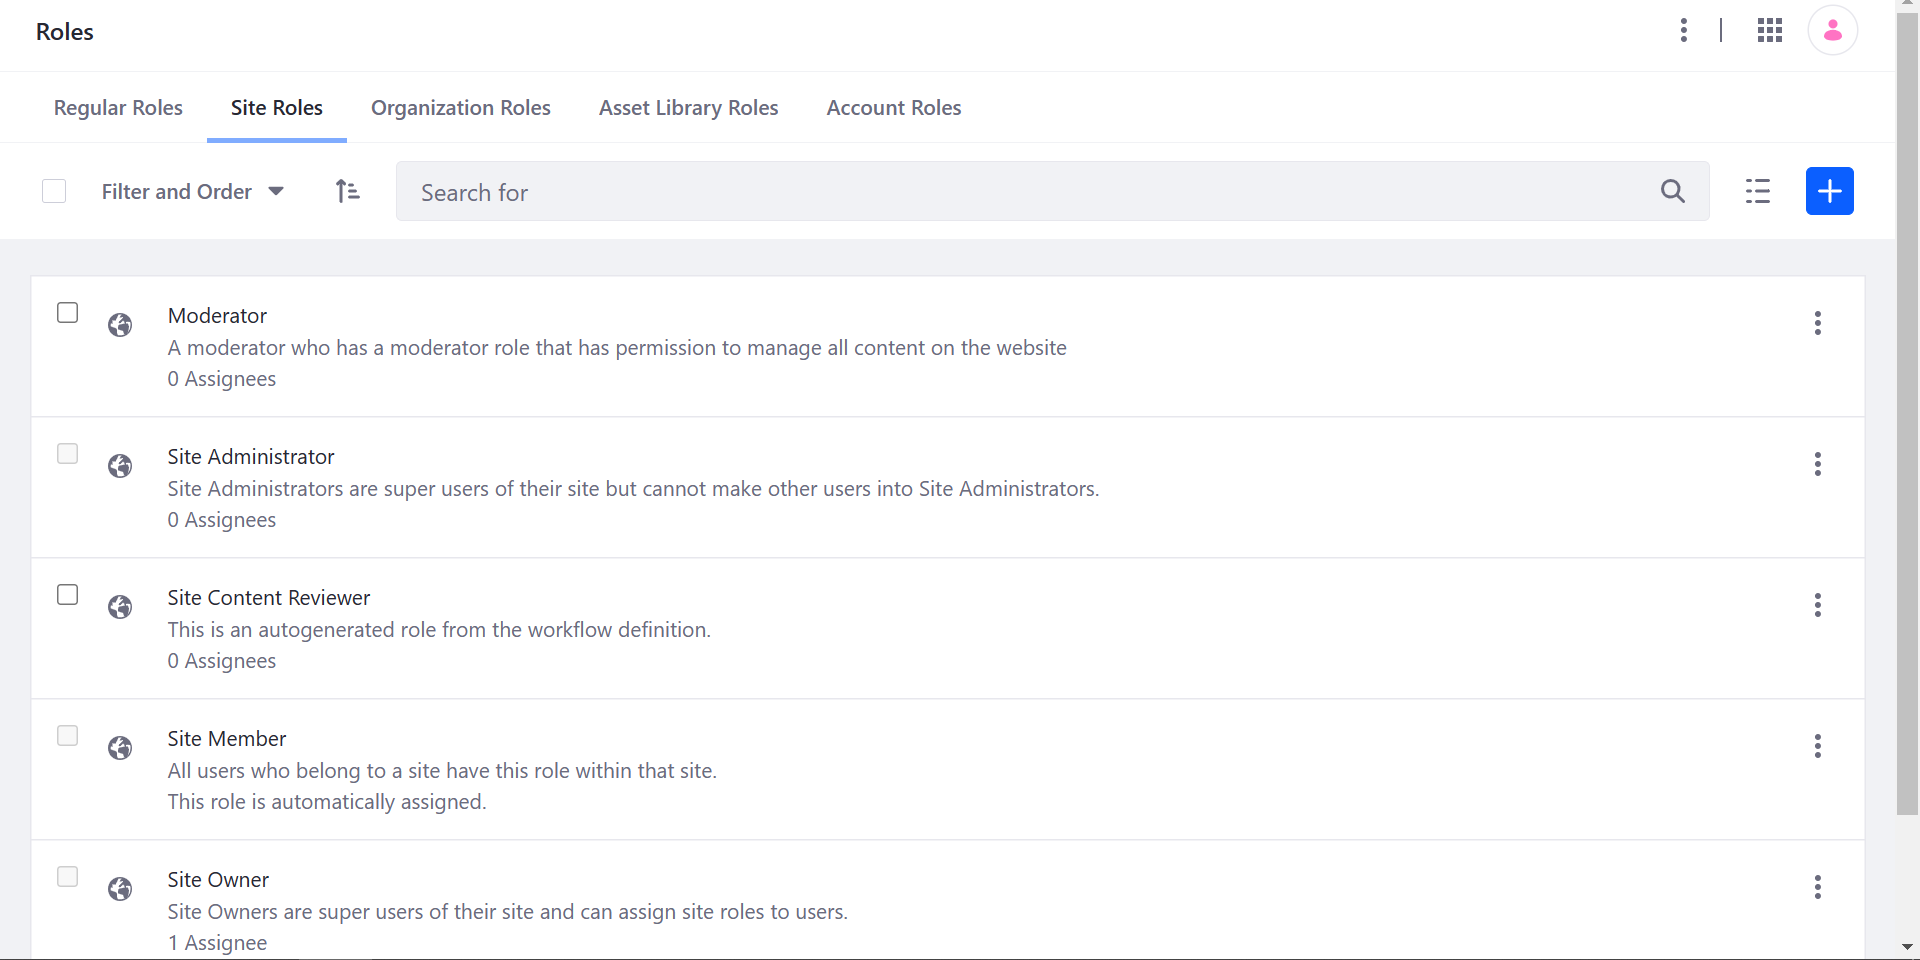 Roles
Regular Roles
Site Roles
Organization Roles
Asset Library Roles
Account Roles
Filter and Order
Search for
Moderator
A moderator who has a moderator role that has permission to manage all content on the website
0 Assignees
Site Administrator
Site Administrators are super users of their site but cannot make other users into Site Administrators.
0 Assignees
Site Content Reviewer
This is an autogenerated role from the workflow definition.
0 Assignees
Site Member
All users who belong to a site have this role within that site.
This role is automatically assigned.
Site Owner
Site Owners are super users of their site and can assign site roles to users.
1 Assignee